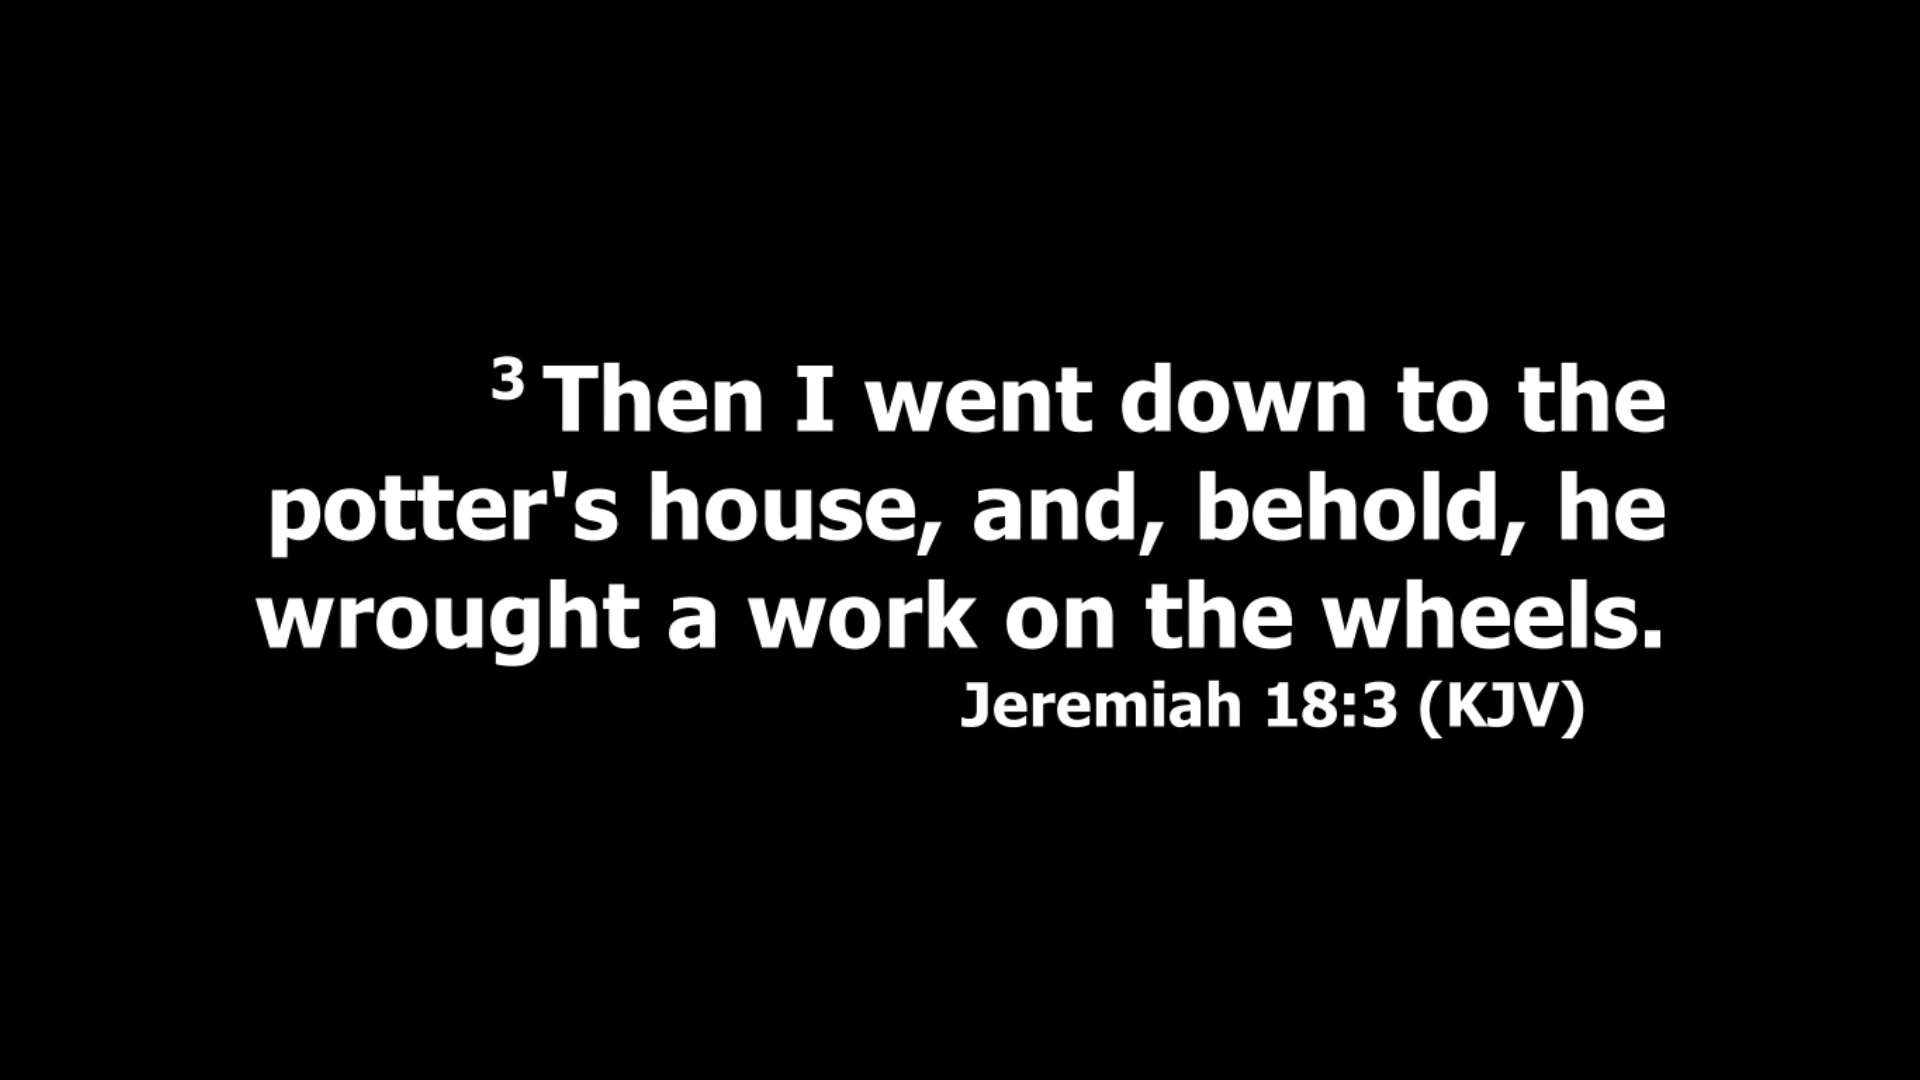 3 Then I went down to the
potter's house, and, behold, he
wrought a work on the wheels.
Jeremiah 18:3 (KJV)